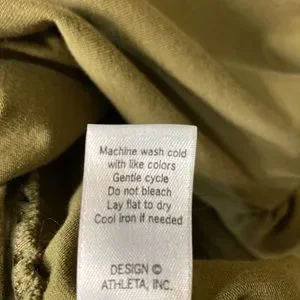 Machine wash cold
with like colors
Gentle cycle
Do not bleach
Lay flat to dry
Cool iron if needed
DESIGN ©
ATHLETA, INC.